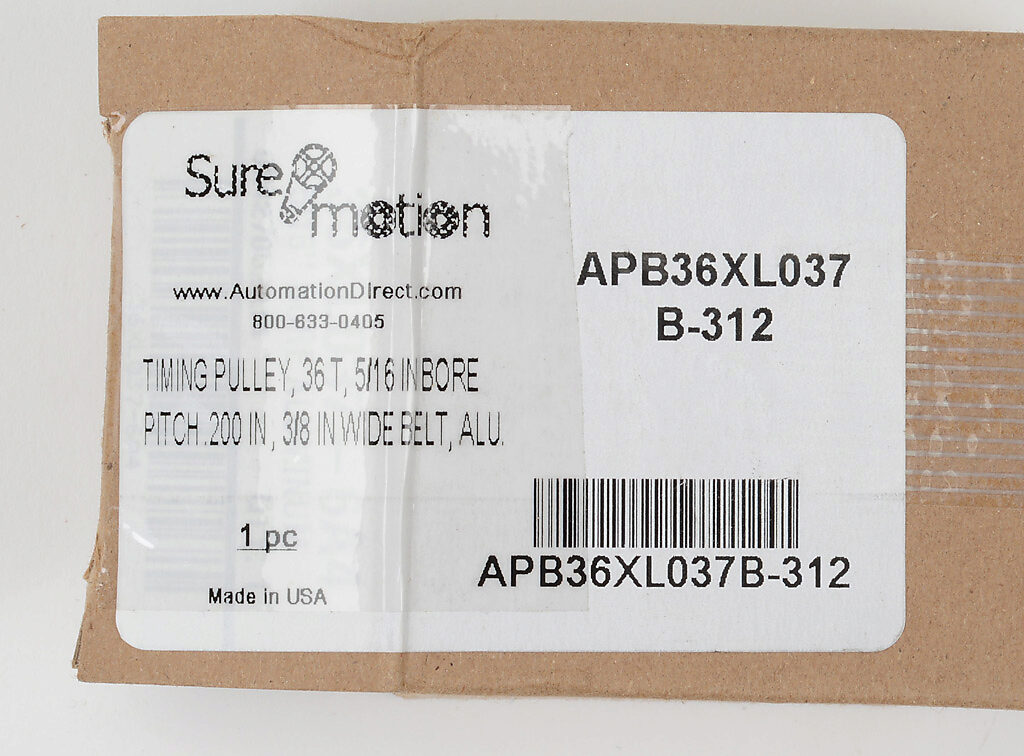 Sure
motion
www.AutomationDirect.com
800-633-0405
TIMING PULLEY, 36 T, 5/16 IN BORE
PITCH .200 IN , 3/8 IN WIDE BELT, ALU.
1 pc
Made in USA
APB36XL037
B-312
APB36XL037B-312